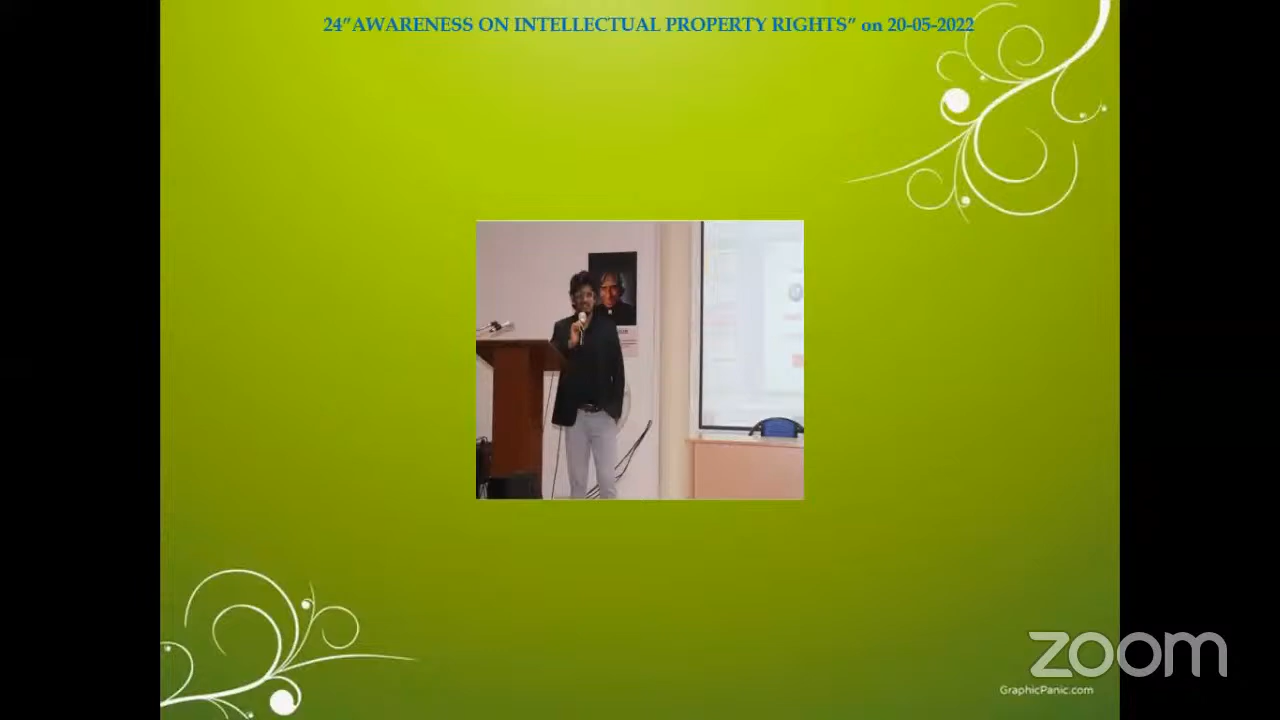 24"AWARENESS ON INTELLECTUAL PROPERTY RIGHTS" on 20-05-2022
zoom
GraphicPanic.com